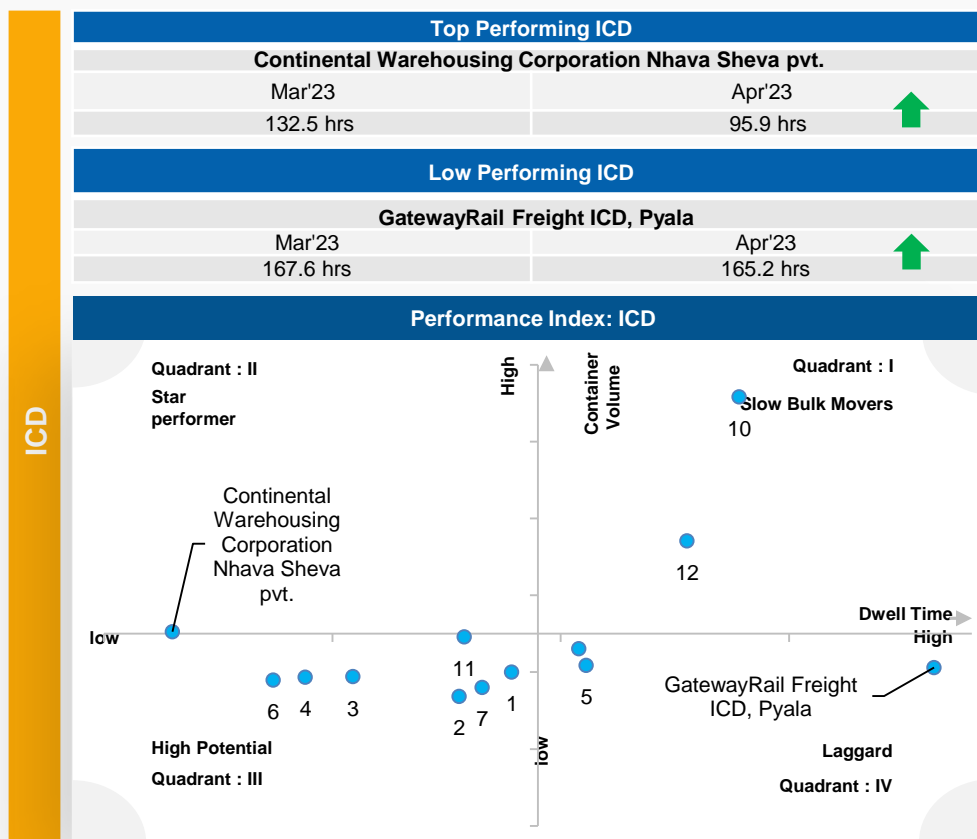 ICD
Top Performing ICD
Continental Warehousing Corporation Nhava Sheva pvt.
Mar'23 Apr'23
132.5 hrs 95.9 hrs
Low Performing ICD
GatewayRail Freight ICD, Pyala
Mar'23 Apr'23
167.6 hrs 165.2 hrs
Performance Index: ICD
Quadrant : II
Star
performer
High
Container
Volume
Quadrant : I
Slow Bulk Movers
10
Continental
Warehousing
Corporation
Nhava Sheva
pvt.
12
Dwell Time
low
High
11
6
4
3
2
7
1
5
GatewayRail Freight
ICD, Pyala
High Potential
Quadrant : III
low
Laggard
Quadrant : IV